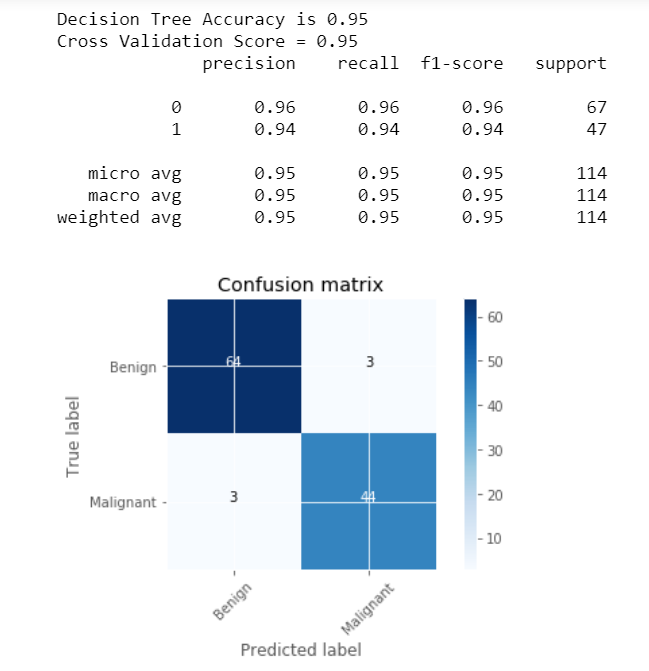 Decision Tree Accuracy is 0.95
Cross Validation Score = 0.95
precision recall f1-score support
0 0.96 0.96 0.96 67
1 0.94 0.94 0.94 47
micro avg 0.95 0.95 0.95 114
macro avg 0.95 0.95 0.95 114
weighted avg 0.95 0.95 0.95 114
Confusion matrix
True label
Benign
Malignant
64 3
3 44
Benign Malignant
Predicted label
60
50
40
30
20
10